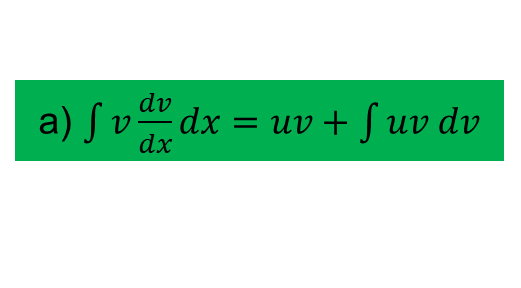 a) ∫ v dv/dx dx = uv + ∫ uv dv